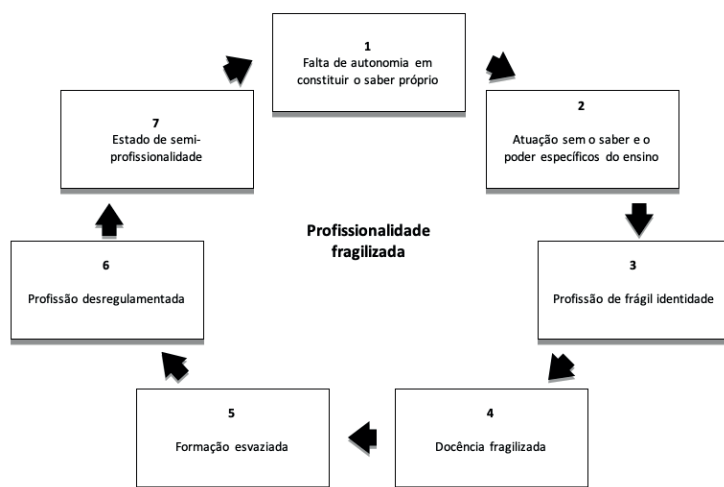 1
Falta de autonomia em
constituir o saber próprio
2
Atuação sem o saber e o
poder específicos do ensino
3
Profissão de frágil identidade
4
Docência fragilizada
5
Formação esvaziada
6
Profissão desregulamentada
7
Estado de semi-
profissionalidade
Profissionalidade
fragilizada